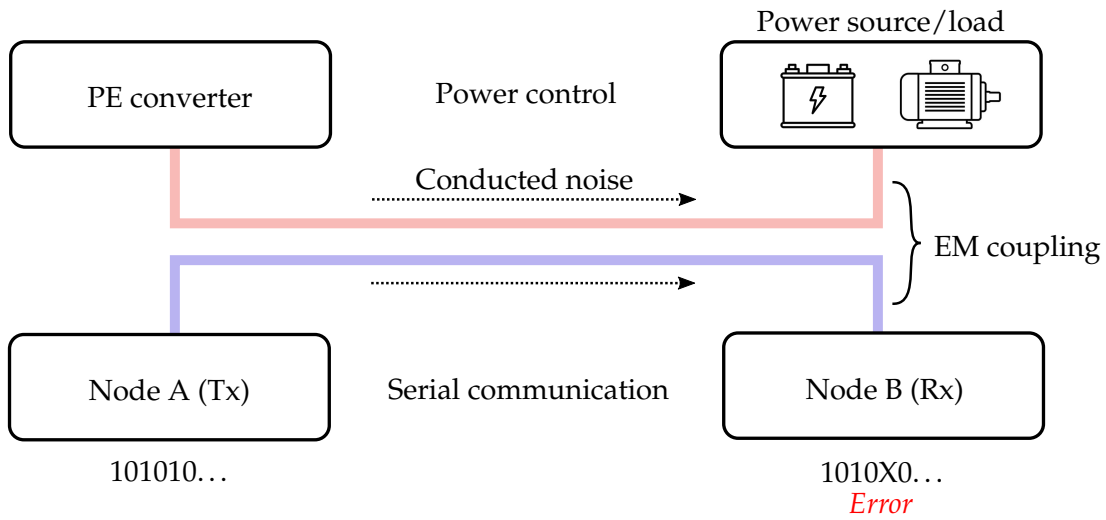 Power source/load
PE converter
Power control
Conducted noise
EM coupling
Node A (Tx)
Serial communication
Node B (Rx)
101010...
1010X0...
Error